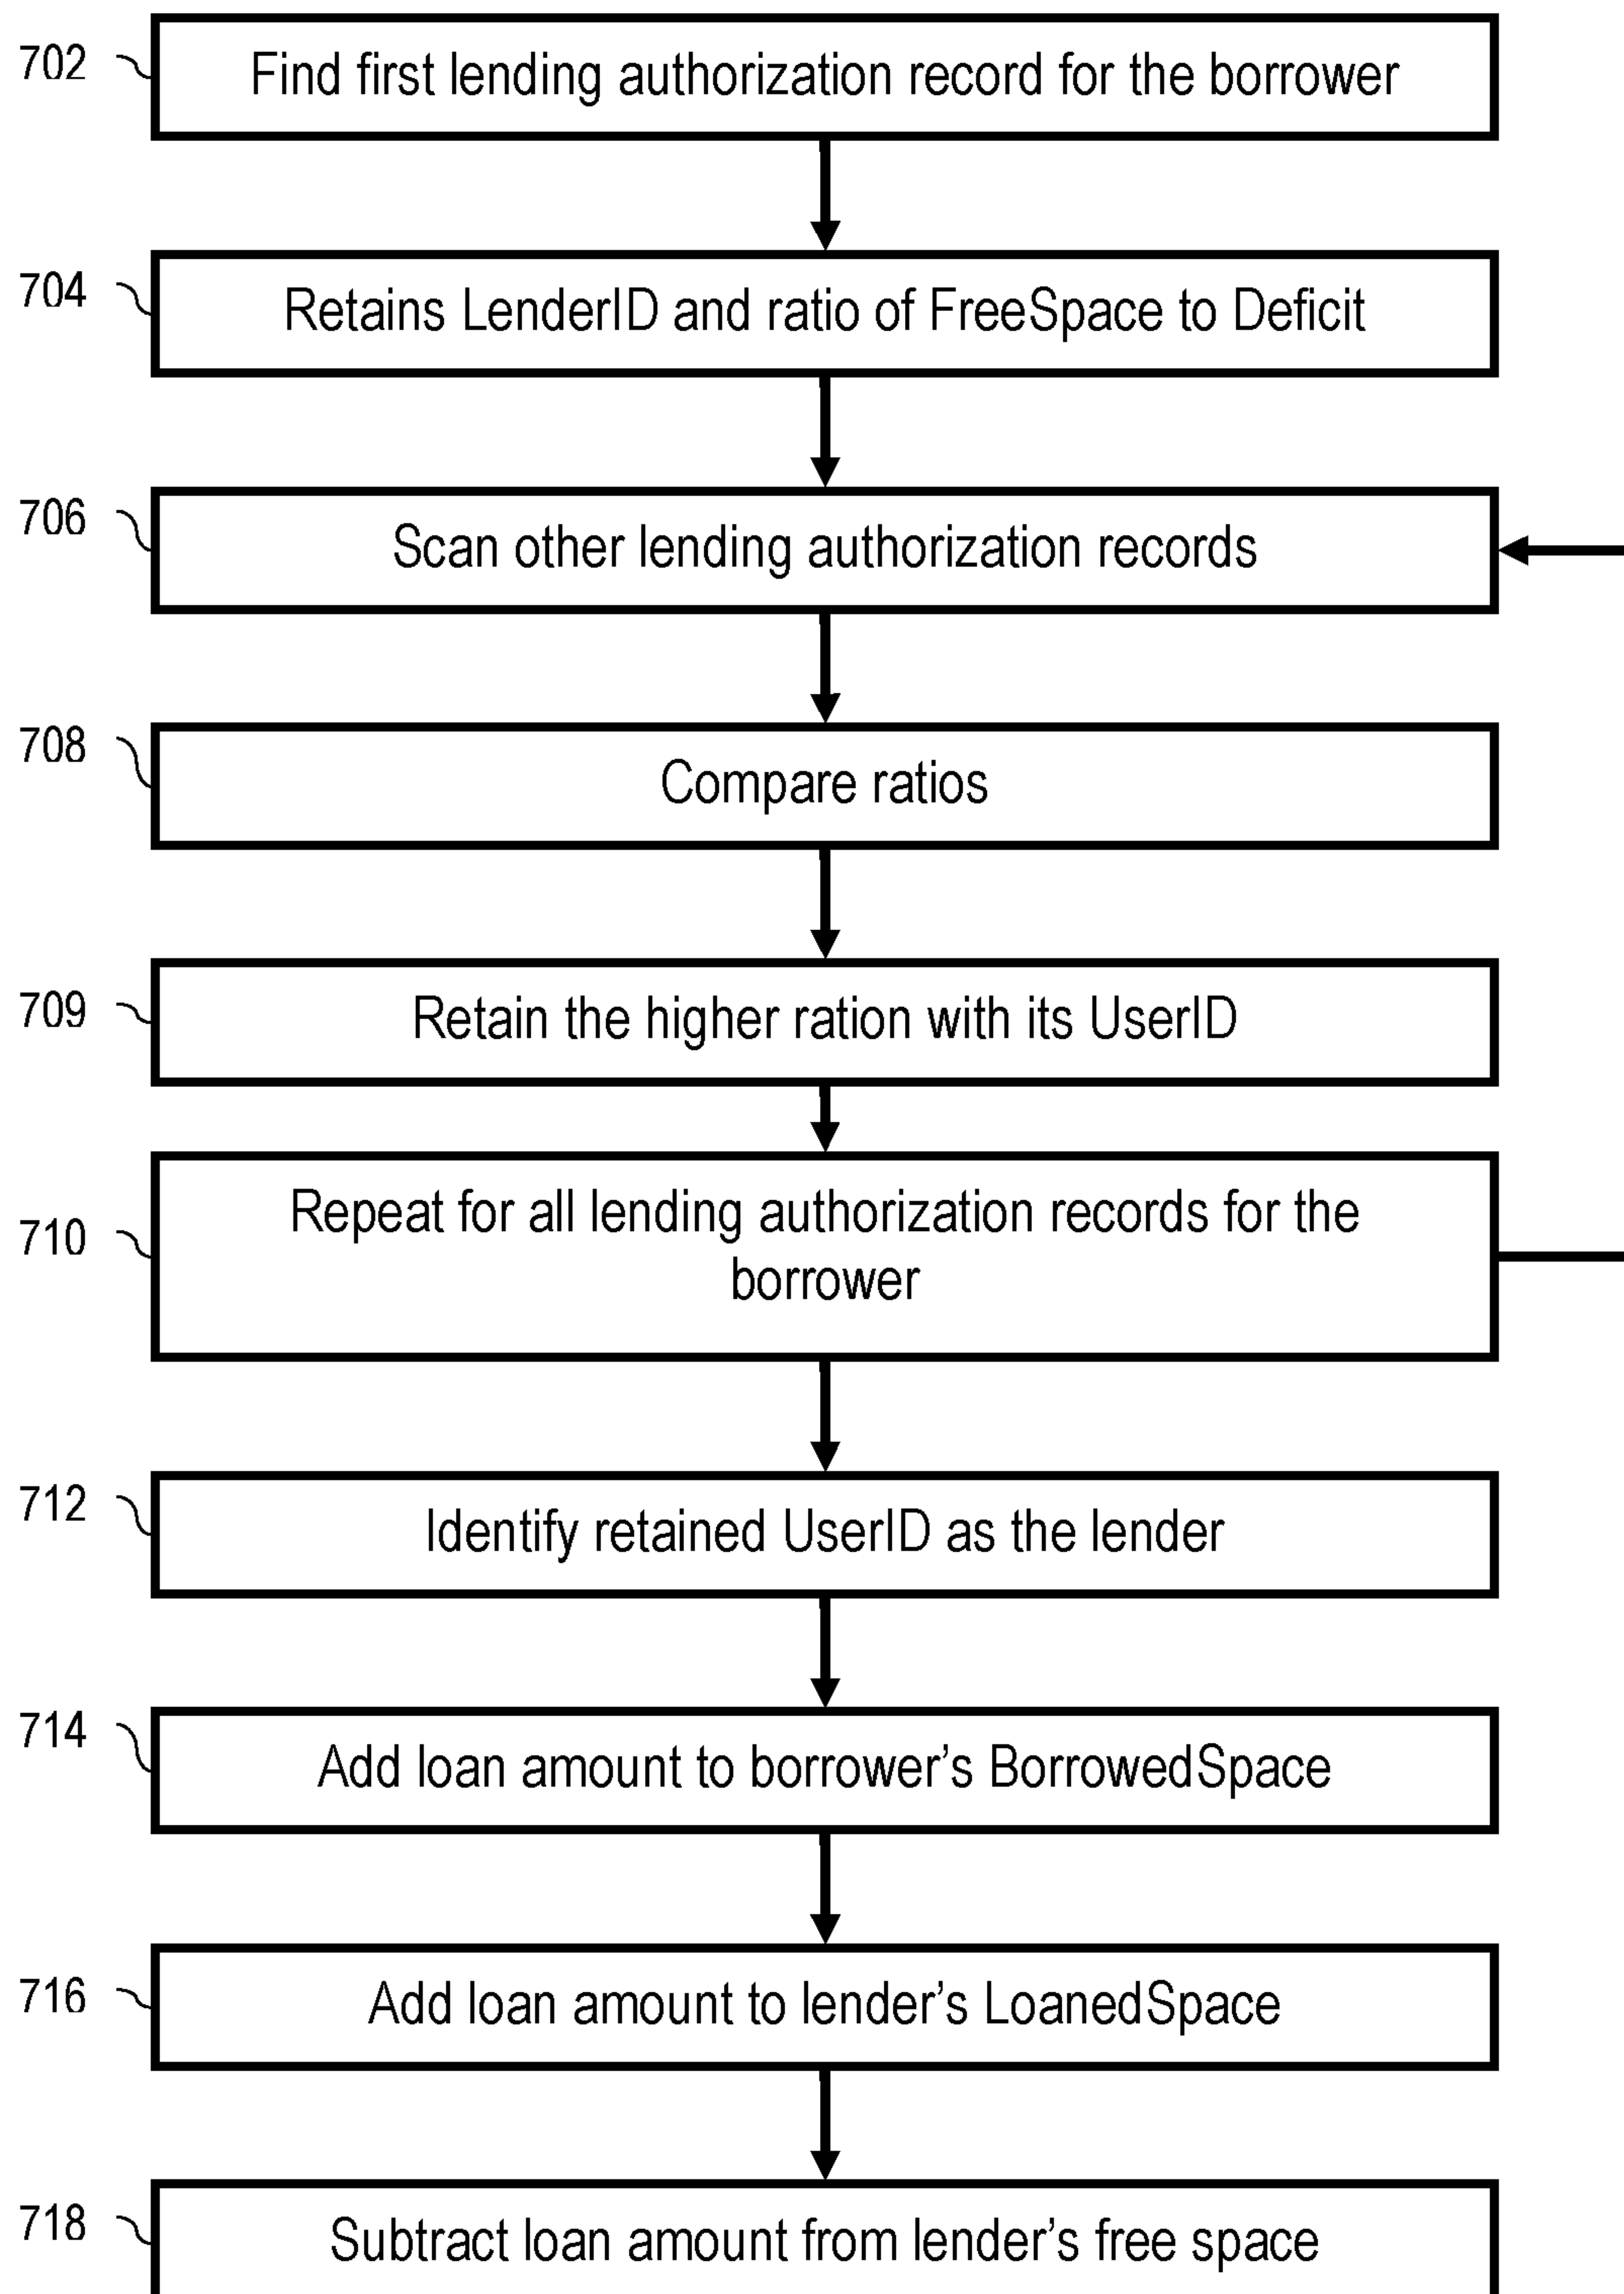 702
Find first lending authorization record for the borrower
704
Retains LenderID and ratio of FreeSpace to Deficit
706
Scan other lending authorization records
708
Compare ratios
709
Retain the higher ration with its UserID
710
Repeat for all lending authorization records for the
borrower
712
Identify retained UserID as the lender
714
Add loan amount to borrower’s BorrowedSpace
716
Add loan amount to lender’s LoanedSpace
718
Subtract loan amount from lender’s free space